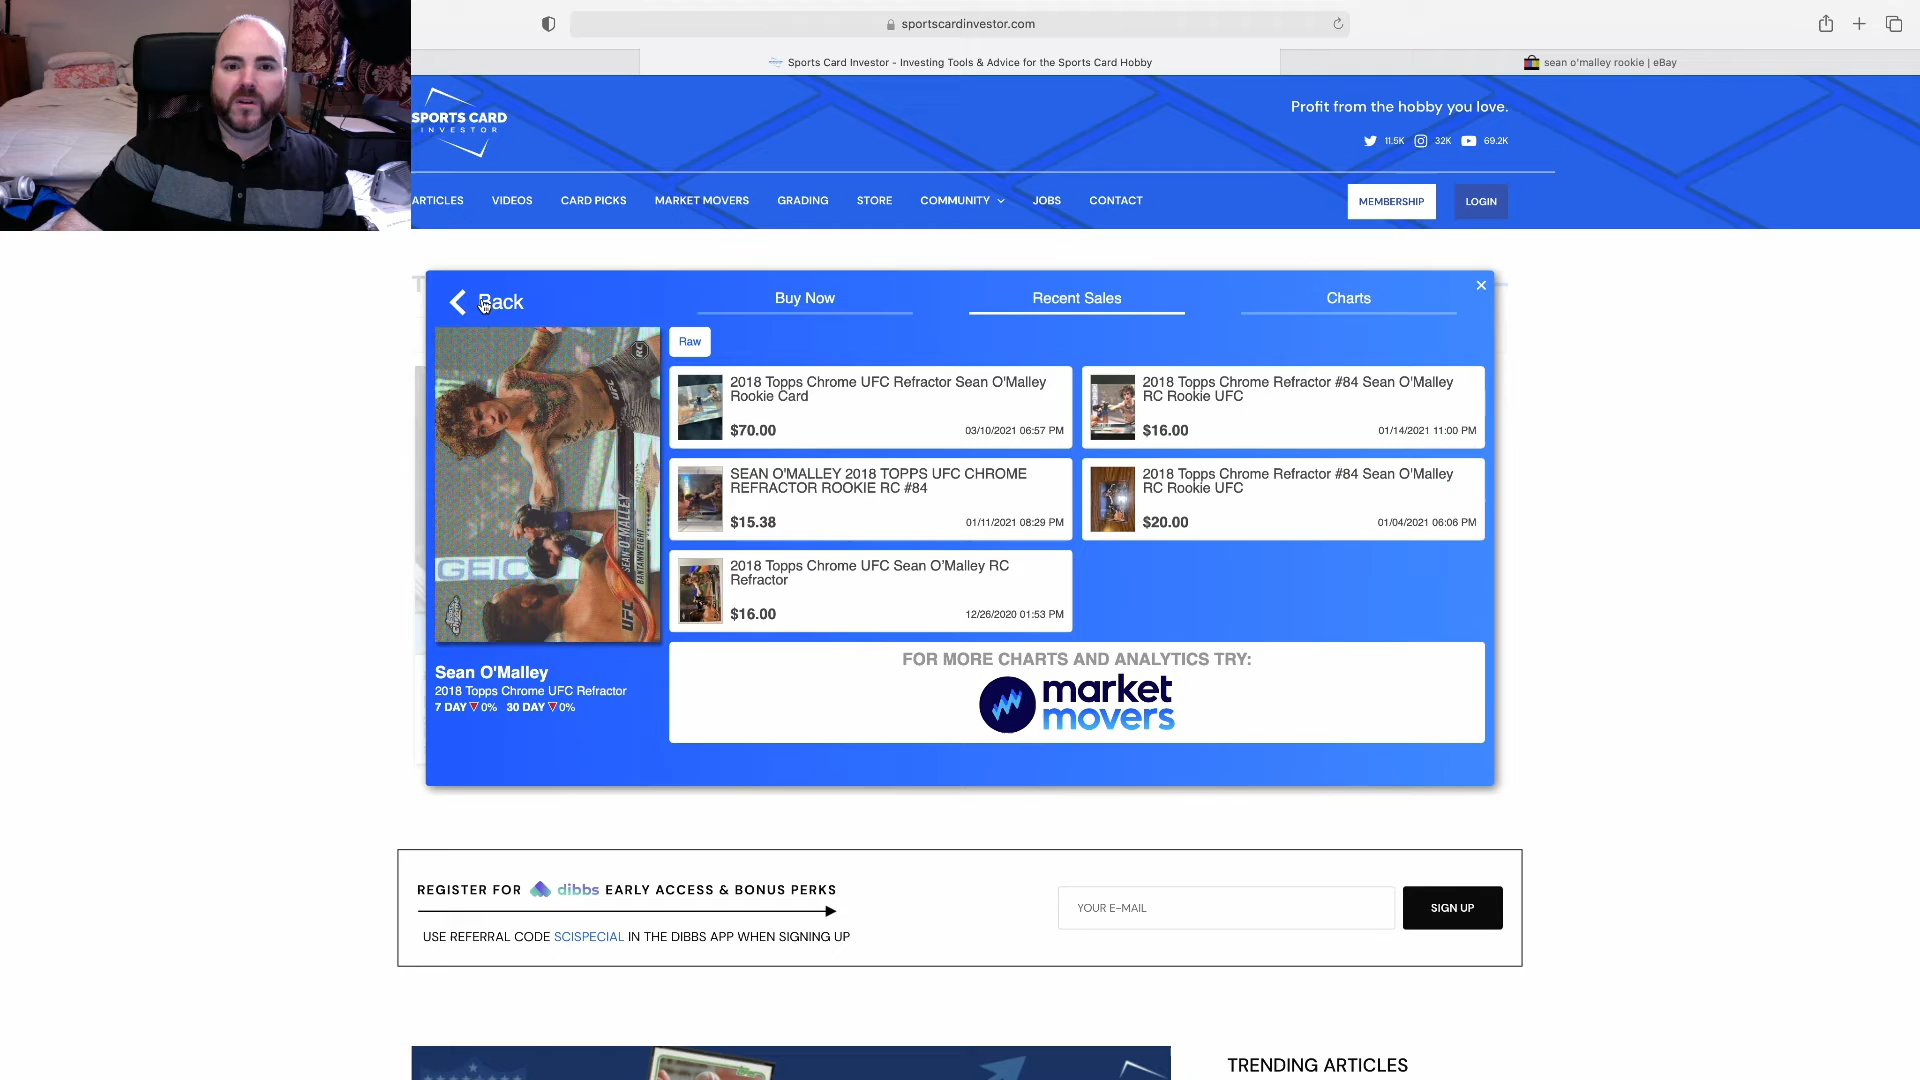 sportscardinvestor.com
Sports Card Investor - Investing Tools & Advice for the Sports Card Hobby
sean o'malley rookie | eBay
SPORTS CARD
INVESTOR
Profit from the hobby you love.
11.5K 32K 69.2K
ARTICLES VIDEOS CARD PICKS MARKET MOVERS GRADING STORE COMMUNITY JOBS CONTACT MEMBERSHIP LOGIN
Back Buy Now Recent Sales Charts
Raw
2018 Topps Chrome UFC Refractor Sean O'Malley
Rookie Card
$70.00 03/10/2021 06:57 PM
2018 Topps Chrome Refractor #84 Sean O'Malley
RC Rookie UFC
$16.00 01/14/2021 11:00 PM
SEAN O'MALLEY 2018 TOPPS UFC CHROME
REFRACTOR ROOKIE RC #84
$15.38 01/11/2021 08:29 PM
2018 Topps Chrome Refractor #84 Sean O'Malley
RC Rookie UFC
$20.00 01/04/2021 06:06 PM
2018 Topps Chrome UFC Sean O'Malley RC
Refractor
$16.00 12/26/2020 01:53 PM
RC
SEAN O'MALLEY
BANTAMWEIGHT
GEIC
UFC
Sean O'Malley
2018 Topps Chrome UFC Refractor
7 DAY 0% 30 DAY 0%
FOR MORE CHARTS AND ANALYTICS TRY:
market
movers
REGISTER FOR dibbs EARLY ACCESS & BONUS PERKS
USE REFERRAL CODE SCISPECIAL IN THE DIBBS APP WHEN SIGNING UP
YOUR E-MAIL
SIGN UP
TRENDING ARTICLES